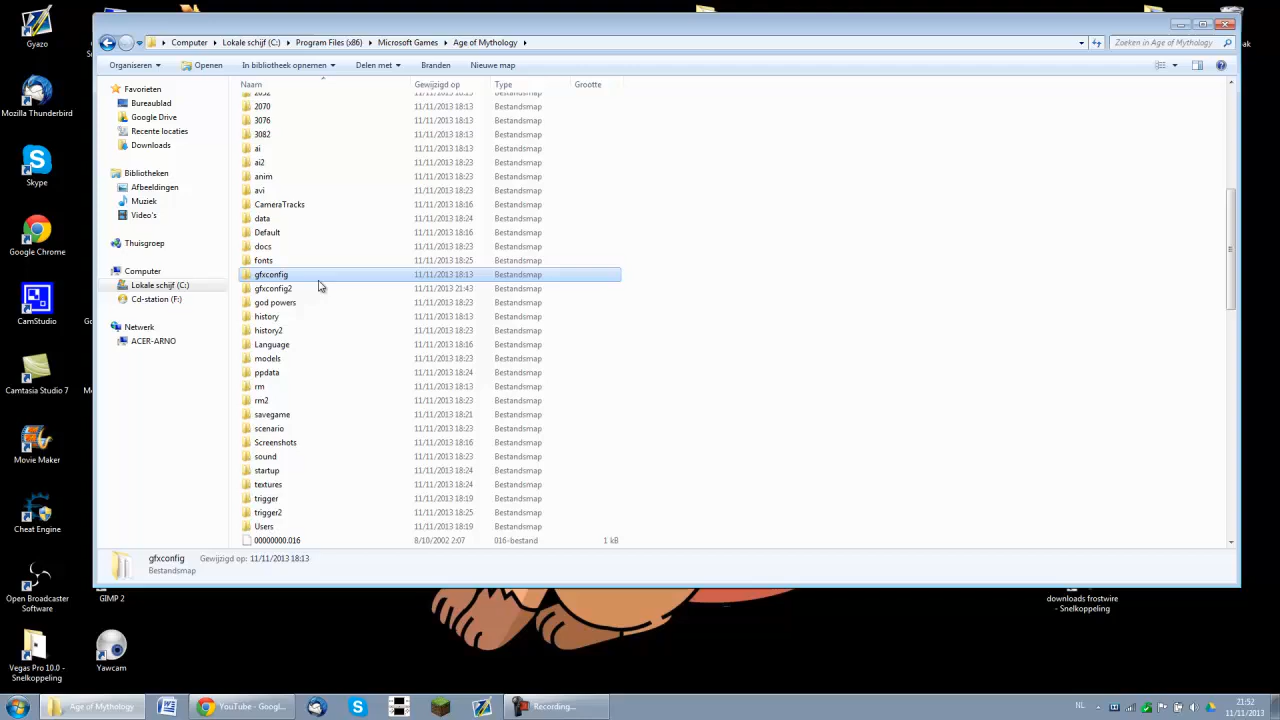 Gyazo
Mozilla Thunderbird
Skype
Google Chrome
CamStudio
Camtasia Studio 7
Movie Maker
Cheat Engine
Open Broadcaster
Software
Vegas Pro 10.0 -
Snelkoppeling
GIMP 2
Yawcam
Computer
Lokale schijf (C:)
Program Files (x86)
Microsoft Games
Age of Mythology
Zoeken in Age of Mythology
Organiseren
Openen
In bibliotheek opnemen
Delen met
Branden
Nieuwe map
Favorieten
Bureaublad
Google Drive
Recente locaties
Downloads
Bibliotheken
Afbeeldingen
Muziek
Video's
Thuisgroep
Computer
Lokale schijf (C:)
Cd-station (F:)
Netwerk
ACER-ARNO
Naam Gewijzigd op Type Grootte
2070 11/11/2013 18:13 Bestandsmap
3076 11/11/2013 18:13 Bestandsmap
3082 11/11/2013 18:13 Bestandsmap
ai 11/11/2013 18:13 Bestandsmap
ai2 11/11/2013 18:23 Bestandsmap
anim 11/11/2013 18:23 Bestandsmap
avi 11/11/2013 18:23 Bestandsmap
CameraTracks 11/11/2013 18:16 Bestandsmap
data 11/11/2013 18:24 Bestandsmap
Default 11/11/2013 18:16 Bestandsmap
docs 11/11/2013 18:23 Bestandsmap
fonts 11/11/2013 18:25 Bestandsmap
gfxconfig 11/11/2013 18:13 Bestandsmap
gfxconfig2 11/11/2013 21:43 Bestandsmap
god powers 11/11/2013 18:23 Bestandsmap
history 11/11/2013 18:13 Bestandsmap
history2 11/11/2013 18:23 Bestandsmap
Language 11/11/2013 18:16 Bestandsmap
models 11/11/2013 18:23 Bestandsmap
ppdata 11/11/2013 18:24 Bestandsmap
rm 11/11/2013 18:13 Bestandsmap
rm2 11/11/2013 18:23 Bestandsmap
savegame 11/11/2013 18:21 Bestandsmap
scenario 11/11/2013 18:23 Bestandsmap
Screenshots 11/11/2013 18:16 Bestandsmap
sound 11/11/2013 18:23 Bestandsmap
startup 11/11/2013 18:24 Bestandsmap
textures 11/11/2013 18:24 Bestandsmap
trigger 11/11/2013 18:19 Bestandsmap
trigger2 11/11/2013 18:25 Bestandsmap
Users 11/11/2013 18:19 Bestandsmap
00000000.016 8/10/2002 2:07 016-bestand 1 kB
gfxconfig Gewijzigd op: 11/11/2013 18:13
Bestandsmap
downloads frostwire
- Snelkoppeling
Age of Mythology
YouTube - Googl...
Recording...
NL
21:52
11/11/2013